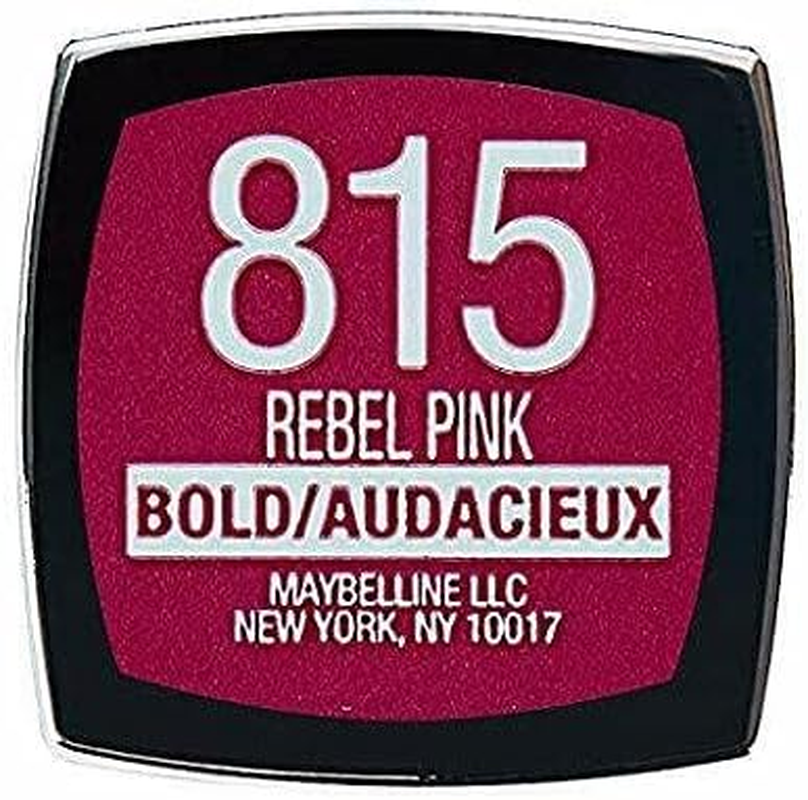 815
REBEL PINK
BOLD/AUDACIEUX
MAYBELLINE LLC
NEW YORK, NY 10017